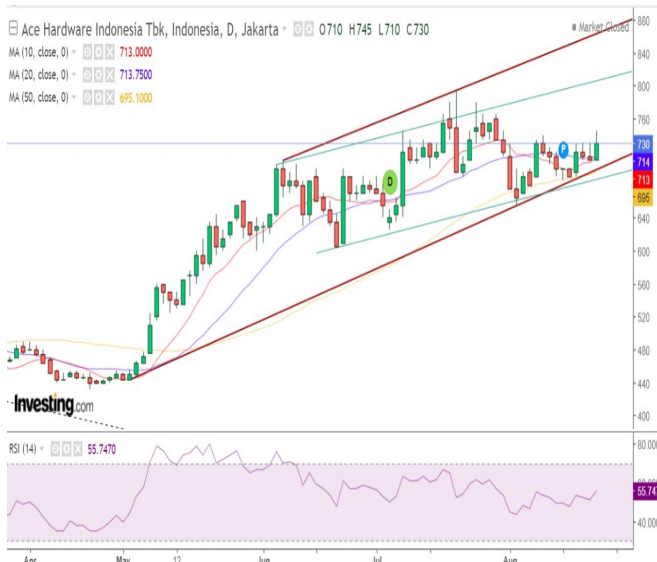 Ace Hardware Indonesia Tbk, Indonesia, D, Jakarta O710 H745 L710 C730
Market Closed
MA (10, close, 0) 713.0000
MA (20, close, 0) 713.7500
MA (50, close, 0) 695.1000
880
840
800
760
730
714
713
695
640
600
560
520
480
440
400
D
P
Investing.com
RSI (14) 55.7470
80.000
55.747
40.000
Apr May 12 Jun Jul Aug